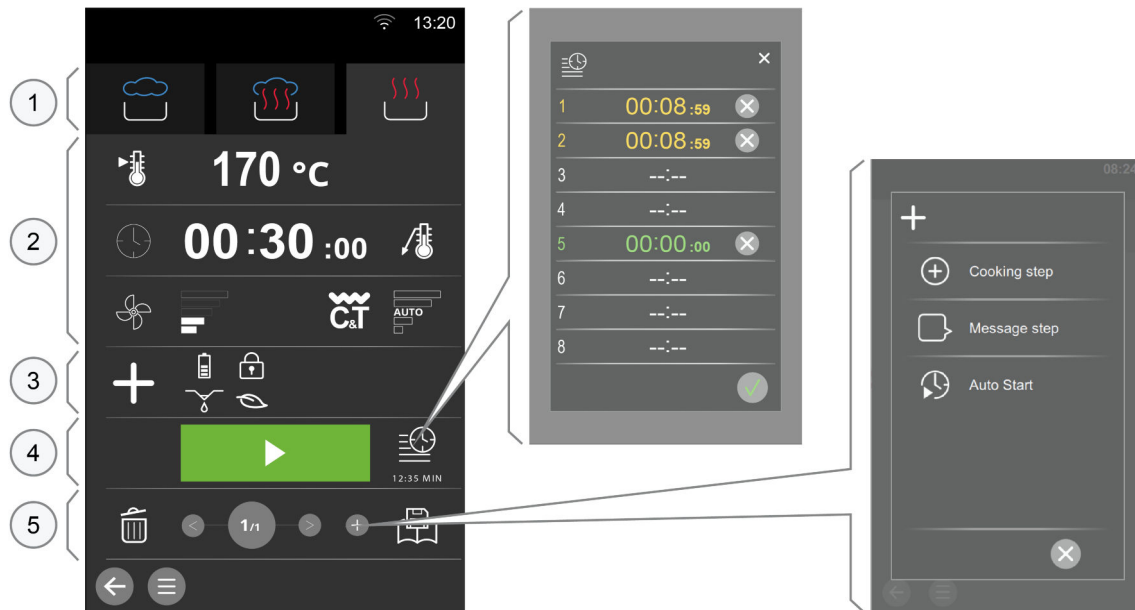 13:20
1
2
3
4
5
170 °C
00:30 :00
C&T
AUTO
12:35 MIN
< 1/1 > +
×
1 00:08 :59
2 00:08 :59
3 --:--
4 --:--
5 00:00 :00
6 --:--
7 --:--
8 --:--
08:24
Cooking step
Message step
Auto Start